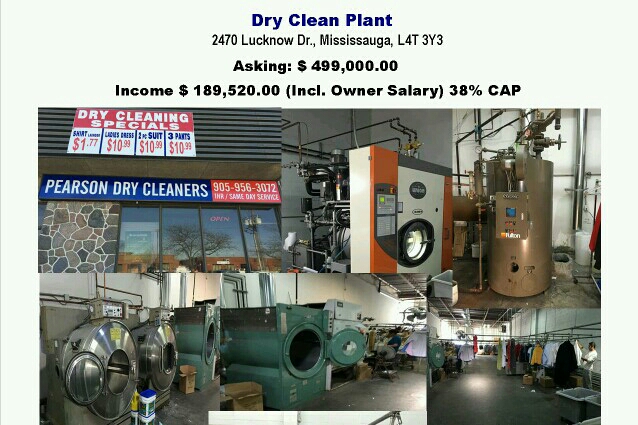 Dry Clean Plant
2470 Lucknow Dr., Mississauga, L4T 3Y3
Asking: $ 499,000.00
Income $ 189,520.00 (Incl. Owner Salary) 38% CAP
DRY CLEANING
SPECIALS
SHIRT LADIES DRESS 2 PC SUIT 3 PANTS
$1.77 $10.99 $10.99 $10.99
PEARSON DRY CLEANERS 905-956-3072
1HR / SAME DAY SERVICE
OPEN
Fulton